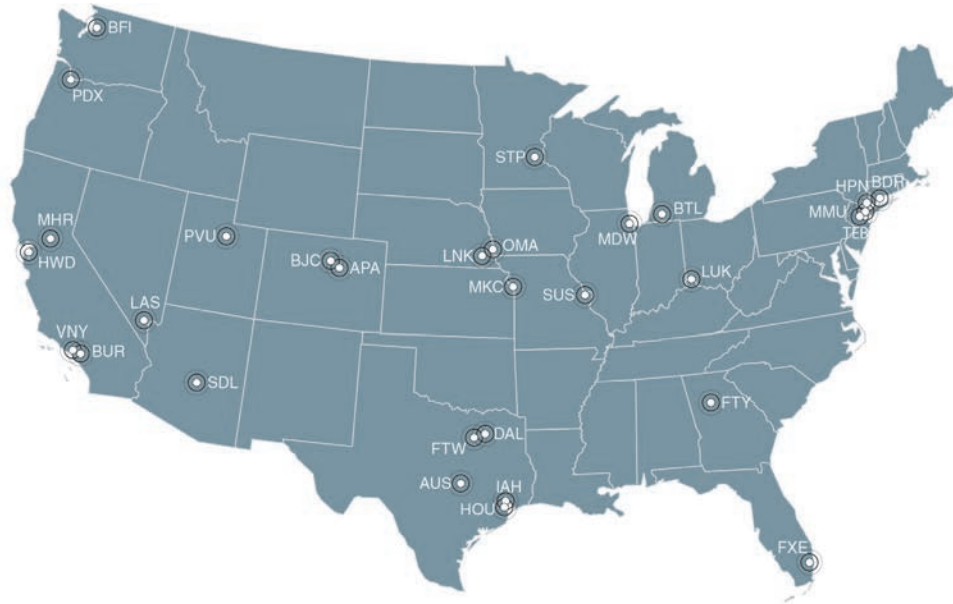 BFI
PDX
STP
HPN
BDR
MMU
TEB
BTL
MDW
MHR
HWD
PVU
BJC
APA
LNK
OMA
MKC
SUS
LUK
LAS
VNY
BUR
SDL
FTY
FTW
DAL
AUS
IAH
HOU
FXE